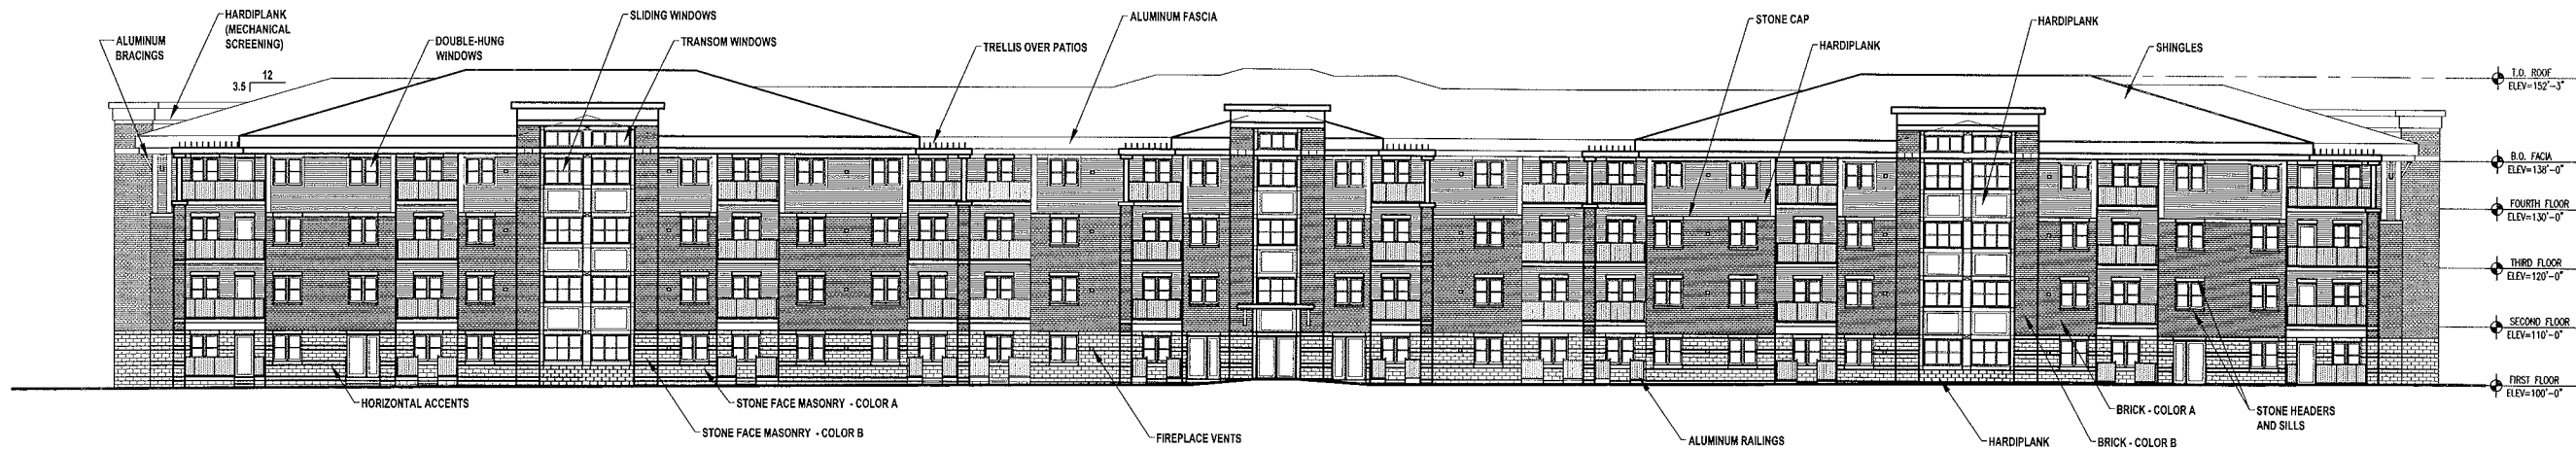 HARDIPLANK
(MECHANICAL
SCREENING)
ALUMINUM
BRACINGS
DOUBLE-HUNG
WINDOWS
SLIDING WINDOWS
TRANSOM WINDOWS
TRELLIS OVER PATIOS
ALUMINUM FASCIA
STONE CAP
HARDIPLANK
HARDIPLANK
SHINGLES
12
3.5
T.O. ROOF
ELEV=152'-3"
B.O. FACIA
ELEV=138'-0"
FOURTH FLOOR
ELEV=130'-0"
THIRD FLOOR
ELEV=120'-0"
SECOND FLOOR
ELEV=110'-0"
FIRST FLOOR
ELEV=100'-0"
HORIZONTAL ACCENTS
STONE FACE MASONRY - COLOR A
STONE FACE MASONRY - COLOR B
FIREPLACE VENTS
ALUMINUM RAILINGS
HARDIPLANK
BRICK - COLOR A
BRICK - COLOR B
STONE HEADERS
AND SILLS